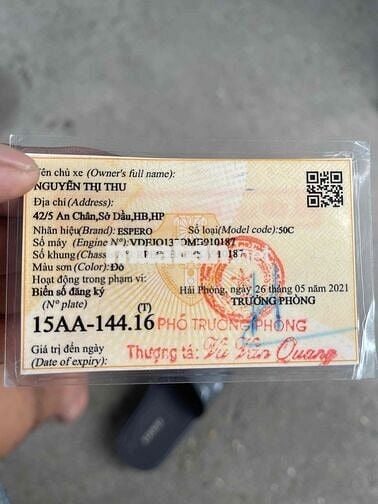 Tên chủ xe (Owner's full name):
NGUYỄN THỊ THU
Địa chỉ (Address):
42/5 An Chân,Sở Dầu,HB,HP
Nhãn hiệu(Brand): ESPERO Số loại(Model code):50C
Số máy (Engine N°):
Số khung (Chassis
Màu sơn (Color): Đỏ
Hoạt động trong phạm vi: Hải Phòng, ngày 26 tháng 05 năm 2021
Biển số đăng ký TRƯỞNG PHÒNG
(N° plate) (T)
15AA-144.16 PHÓ TRƯỞNG PHÒNG
Giá trị đến ngày Thượng tá: Vũ Văn Quang
(Date of expiry):